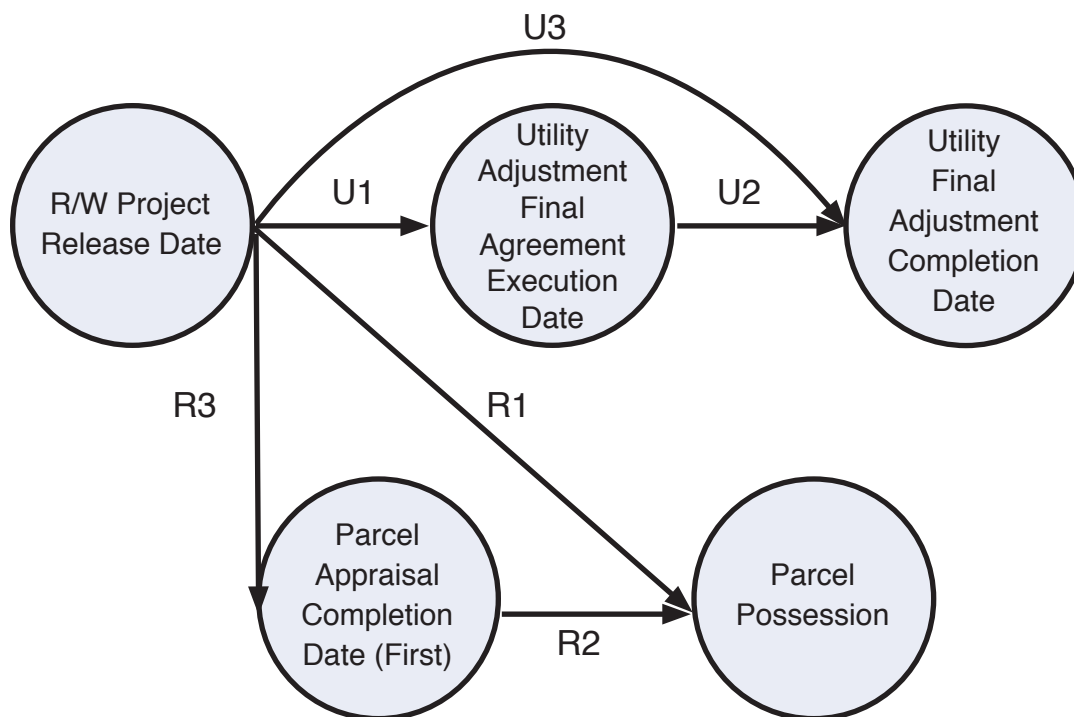 U3
R/W Project
Release Date
U1
Utility
Adjustment
Final
Agreement
Execution
Date
U2
Utility
Final
Adjustment
Completion
Date
R3
R1
Parcel
Appraisal
Completion
Date (First)
R2
Parcel
Possession